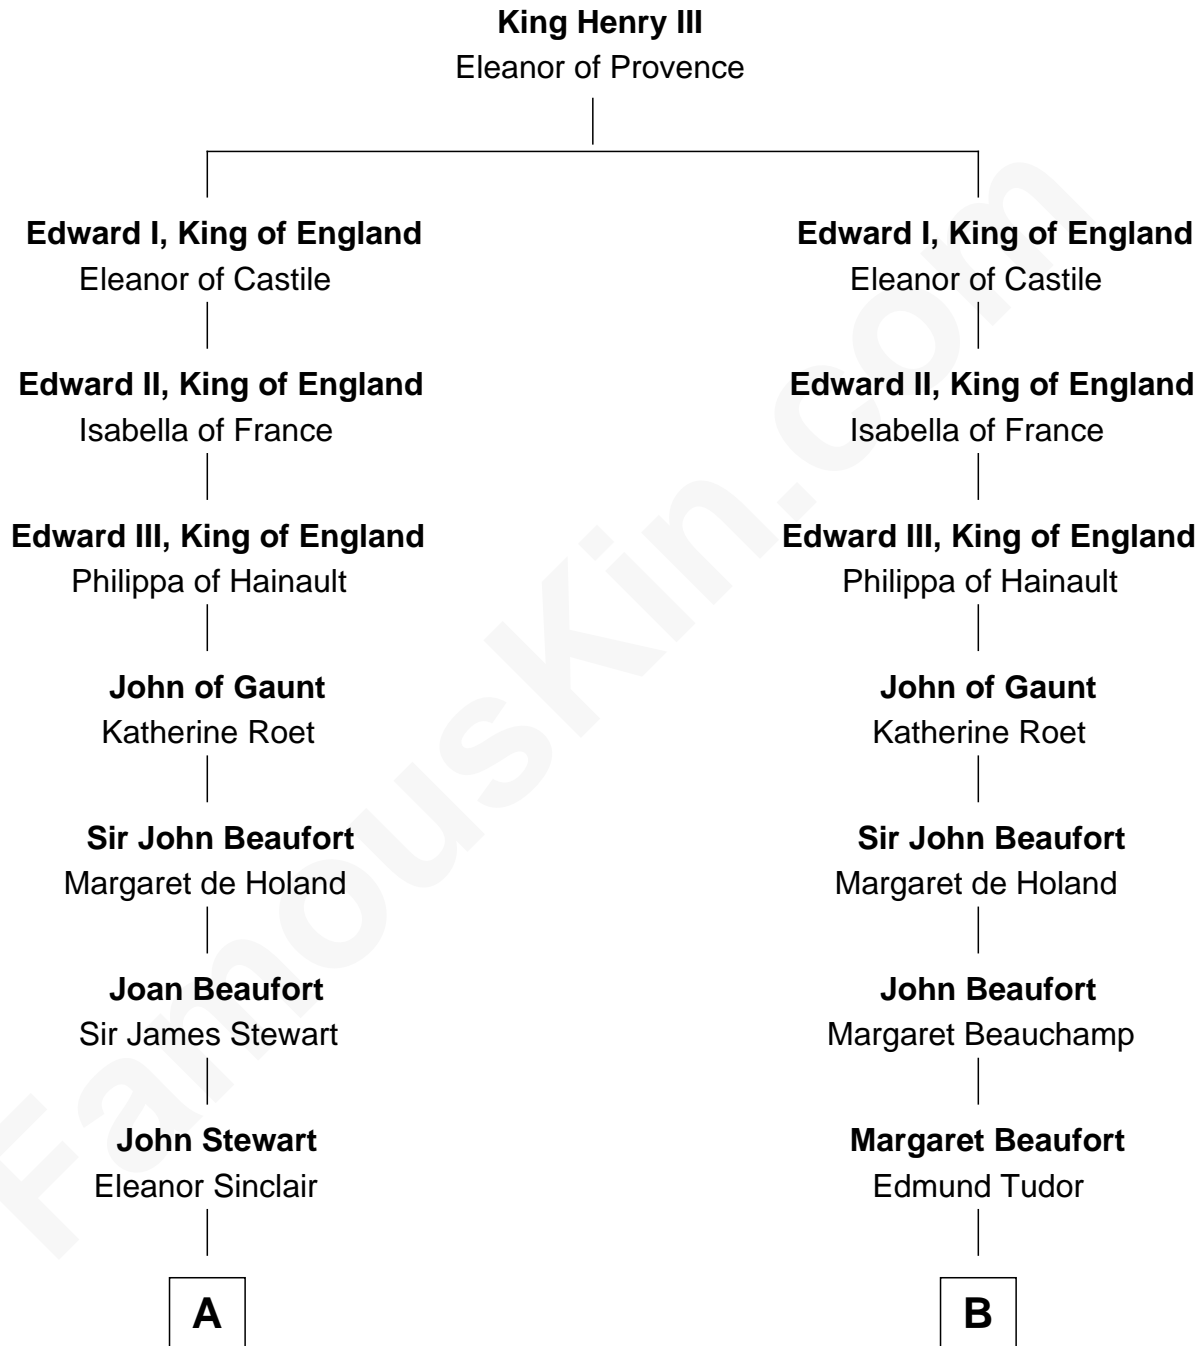 King Henry III
Eleanor of Provence
Edward I, King of England
Eleanor of Castile
Edward I, King of England
Eleanor of Castile
Edward II, King of England
Isabella of France
Edward II, King of England
Isabella of France
Edward III, King of England
Philippa of Hainault
Edward III, King of England
Philippa of Hainault
John of Gaunt
Katherine Roet
John of Gaunt
Katherine Roet
Sir John Beaufort
Margaret de Holand
Sir John Beaufort
Margaret de Holand
Joan Beaufort
Sir James Stewart
John Beaufort
Margaret Beauchamp
John Stewart
Eleanor Sinclair
Margaret Beaufort
Edmund Tudor
A
B
FamousKin.com